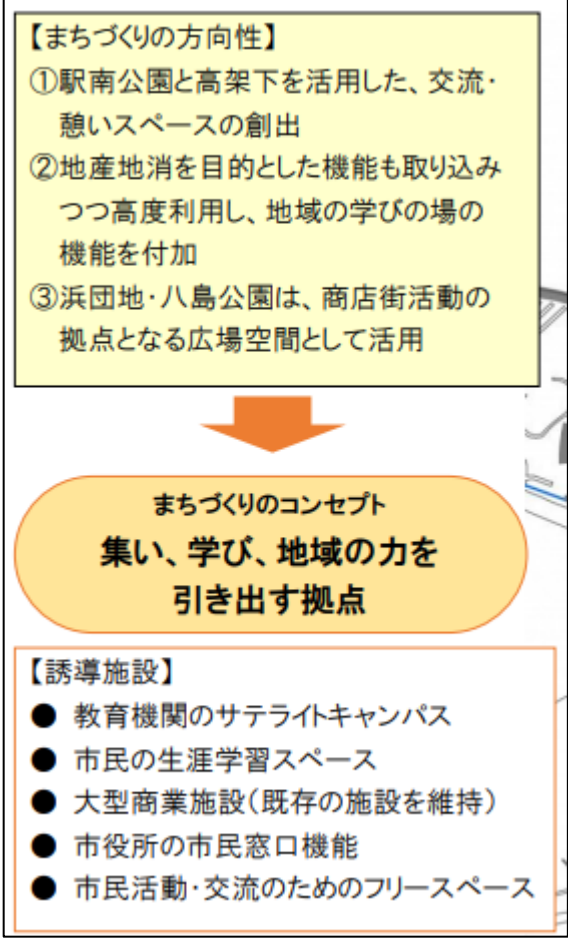 【まちづくりの方向性】
①駅南公園と高架下を活用した、交流・
憩いスペースの創出
②地産地消を目的とした機能も取り込み
つつ高度利用し、地域の学びの場の
機能を付加
③浜団地・八島公園は、商店街活動の
拠点となる広場空間として活用
まちづくりのコンセプト
集い、学び、地域の力を
引き出す拠点
【誘導施設】
● 教育機関のサテライトキャンパス
● 市民の生涯学習スペース
● 大型商業施設(既存の施設を維持)
● 市役所の市民窓口機能
● 市民活動・交流のためのフリースペース